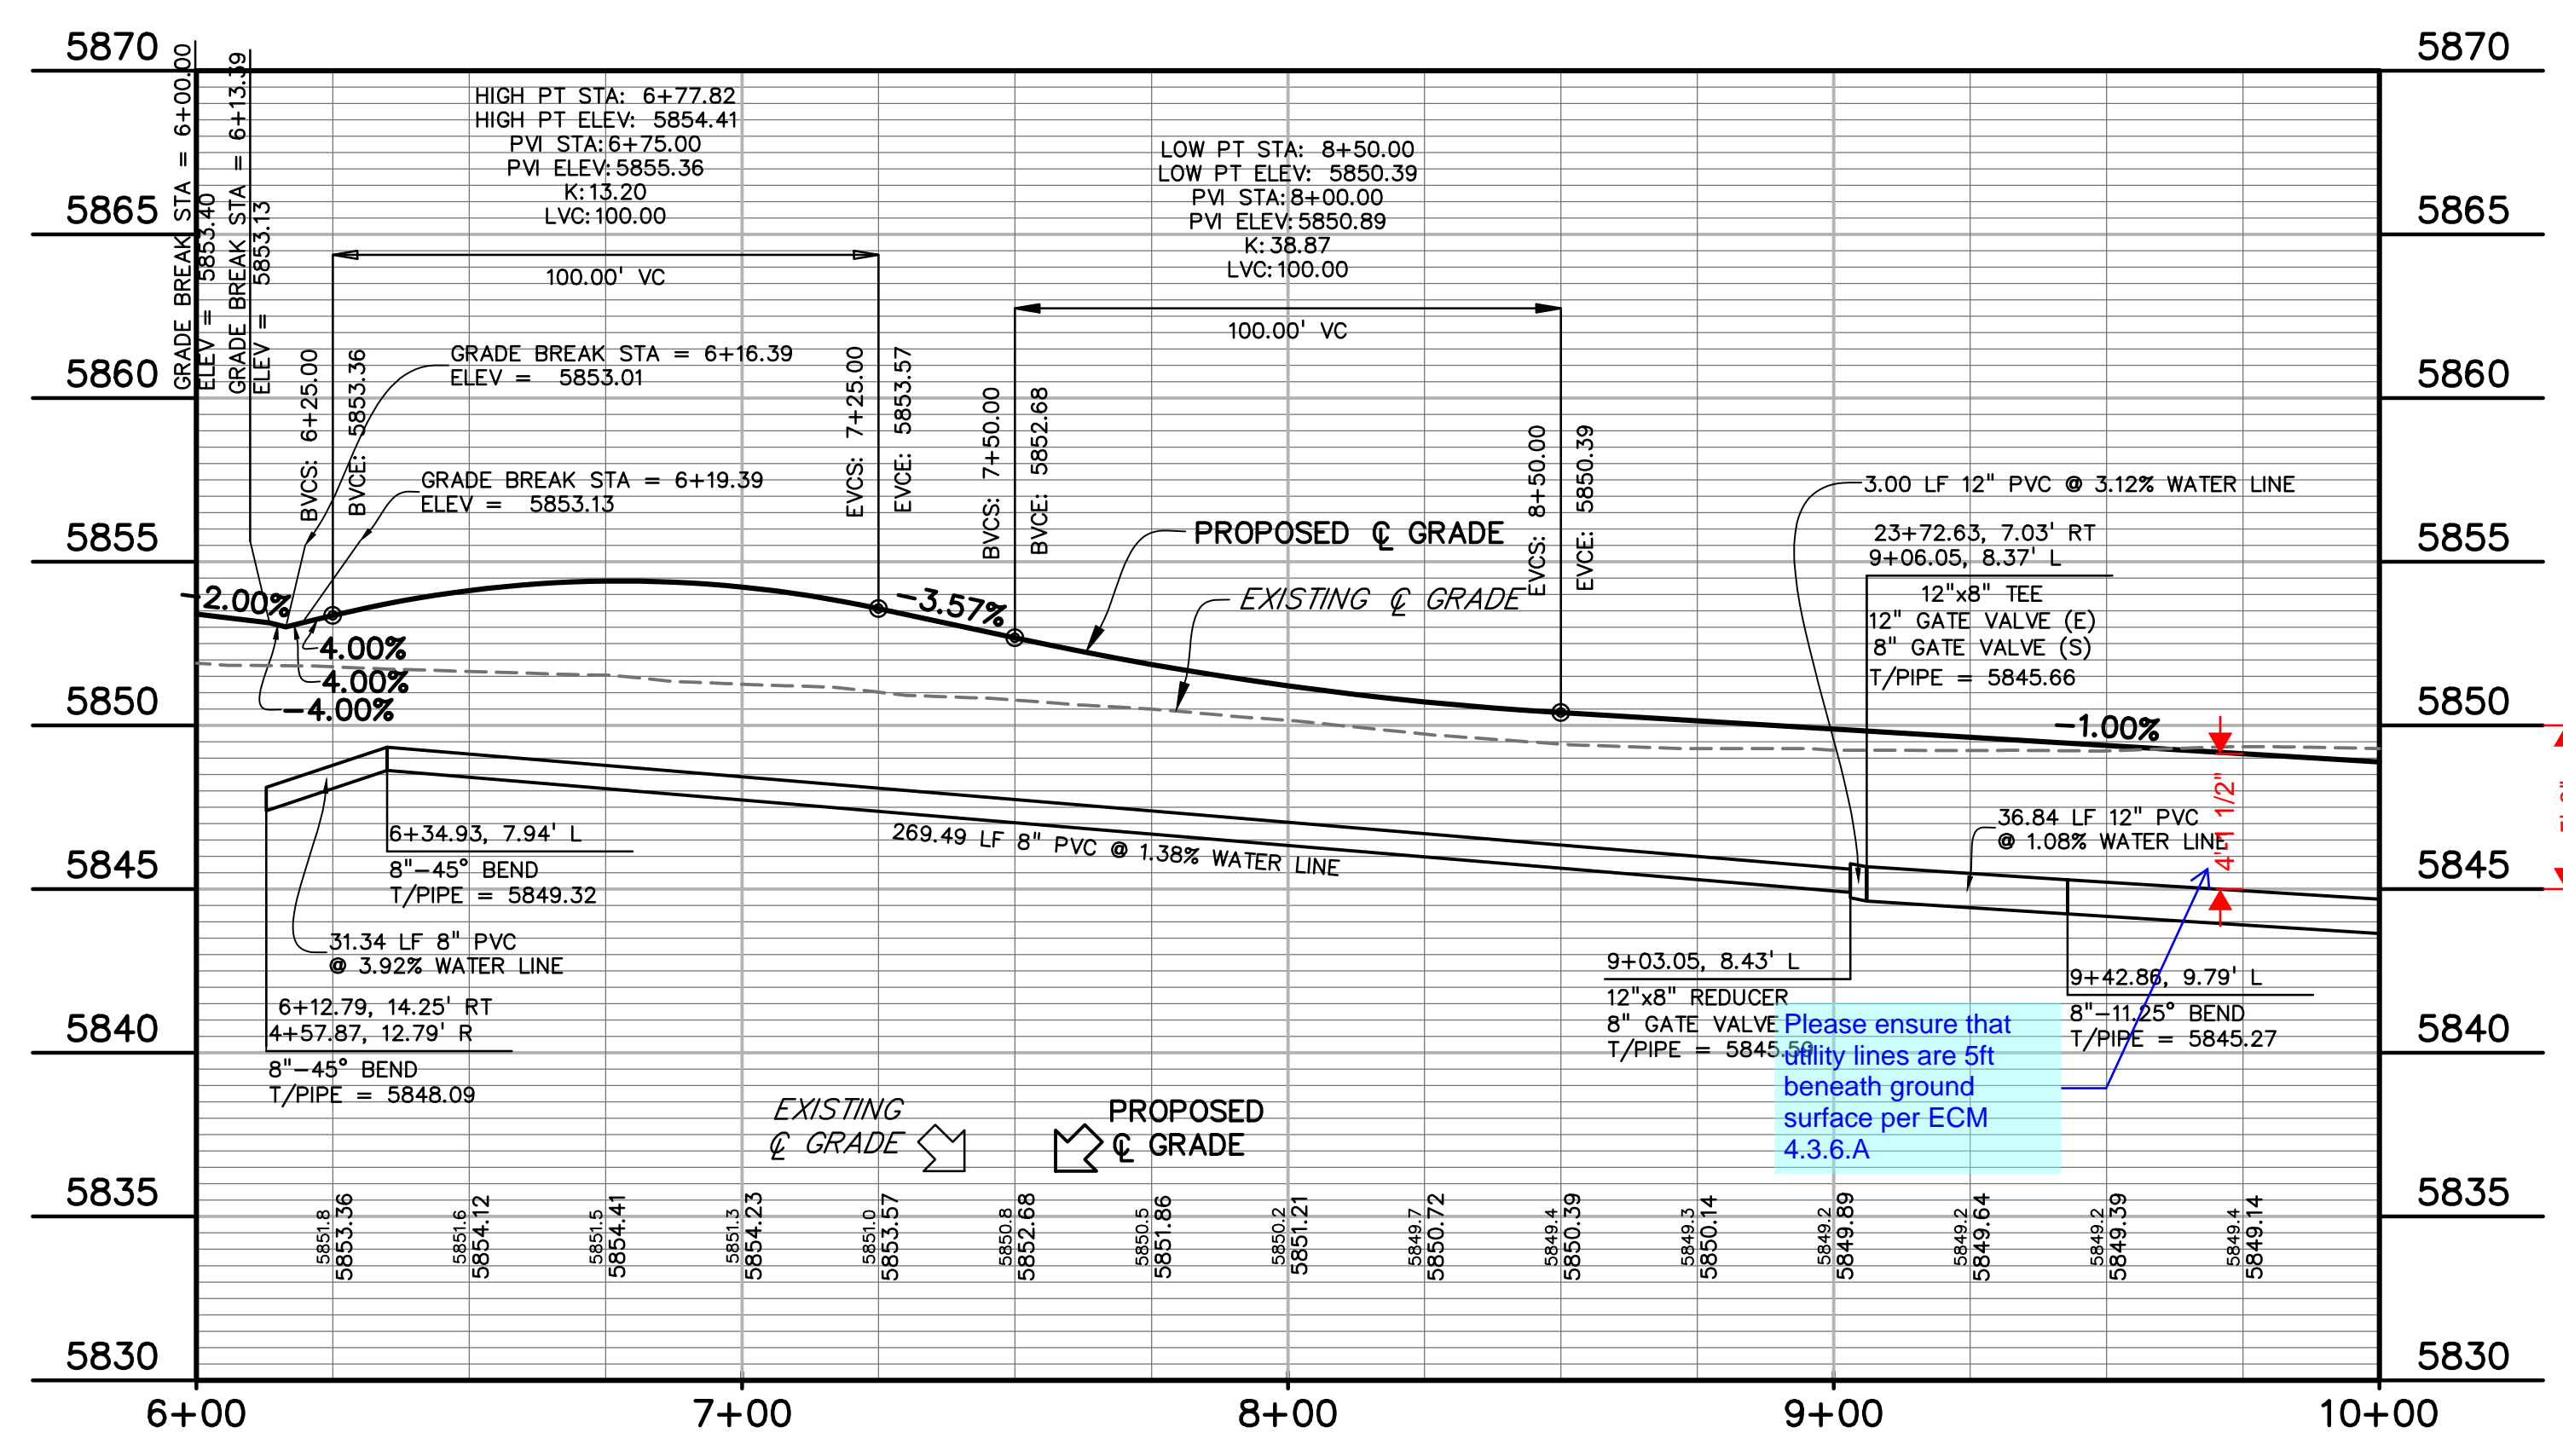 5870
5870
5865
5865
5860
5860
5855
5855
5850
5850
5845
5845
5840
5840
5835
5835
5830
5830
GRADE BREAK STA = 6+00.00
ELEV = 5853.40
GRADE BREAK STA = 6+13.39
ELEV = 5853.13
HIGH PT STA: 6+77.82
HIGH PT ELEV: 5854.41
PVI STA:6+75.00
PVI ELEV:5855.36
K:13.20
LVC:100.00
100.00' VC
LOW PT STA: 8+50.00
LOW PT ELEV: 5850.39
PVI STA:8+00.00
PVI ELEV:5850.89
K:38.87
LVC:100.00
100.00' VC
BVCS: 6+25.00
BVCE: 5853.36
GRADE BREAK STA = 6+16.39
ELEV = 5853.01
GRADE BREAK STA = 6+19.39
ELEV = 5853.13
EVCS: 7+25.00
EVCE: 5853.57
BVCS: 7+50.00
BVCE: 5852.68
EVCS: 8+50.00
EVCE: 5850.39
PROPOSED ℄ GRADE
EXISTING ℄ GRADE
3.00 LF 12" PVC @ 3.12% WATER LINE
23+72.63, 7.03' RT
9+06.05, 8.37' L
12"x8" TEE
12" GATE VALVE (E)
8" GATE VALVE (S)
T/PIPE = 5845.66
-2.00%
4.00%
4.00%
-4.00%
-3.57%
-1.00%
4'-1 1/2"
6+34.93, 7.94' L
8"-45° BEND
T/PIPE = 5849.32
269.49 LF 8" PVC @ 1.38% WATER LINE
36.84 LF 12" PVC
@ 1.08% WATER LINE
31.34 LF 8" PVC
@ 3.92% WATER LINE
6+12.79, 14.25' RT
4+57.87, 12.79' R
8"-45° BEND
T/PIPE = 5848.09
9+03.05, 8.43' L
12"x8" REDUCER
8" GATE VALVE
T/PIPE = 5845.59
9+42.86, 9.79' L
8"-11.25° BEND
T/PIPE = 5845.27
Please ensure that
utility lines are 5ft
beneath ground
surface per ECM
4.3.6.A
EXISTING
℄ GRADE
PROPOSED
℄ GRADE
5851.8
5853.36
5851.6
5854.12
5851.5
5854.41
5851.3
5854.23
5851.0
5853.57
5850.8
5852.68
5850.5
5851.86
5850.2
5851.21
5849.7
5850.72
5849.4
5850.39
5849.3
5850.14
5849.2
5849.89
5849.2
5849.64
5849.2
5849.39
5849.4
5849.14
6+00
7+00
8+00
9+00
10+00